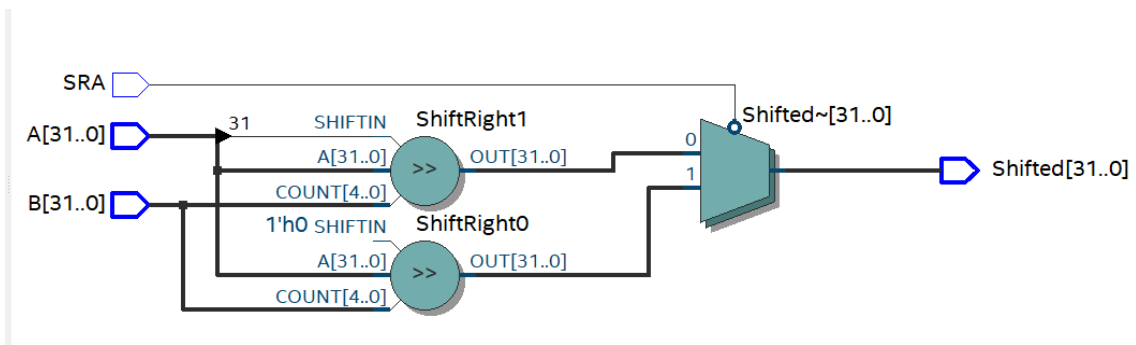 SRA
A[31..0]
B[31..0]
31
SHIFTIN
ShiftRight1
A[31..0]
>>
OUT[31..0]
COUNT[4..0]
1'h0 SHIFTIN
ShiftRight0
A[31..0]
>>
OUT[31..0]
COUNT[4..0]
Shifted~[31..0]
0
1
Shifted[31..0]